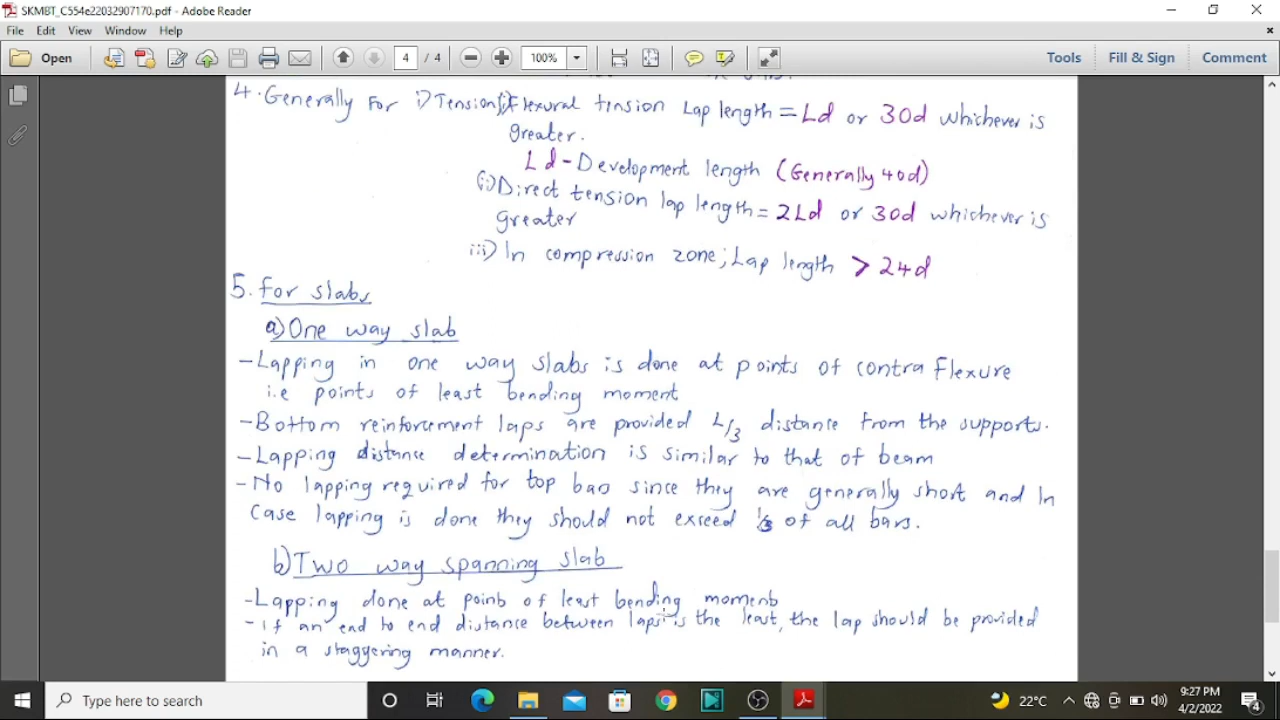 SKMBT_C554e22032907170.pdf - Adobe Reader
File Edit View Window Help
Open 4 / 4 100% Tools Fill & Sign Comment
4. Generally For i) Tension i) Flexural tension Lap length = Ld or 30d whichever is
greater.
Ld - Development length (Generally 40d)
(ii) Direct tension lap length = 2Ld or 30d whichever is
greater
iii) In compression zone; Lap length > 24d
5. For slabs
a) One way slab
- Lapping in one way slabs is done at points of contra Flexure
i.e points of least bending moment
- Bottom reinforcement laps are provided L/3 distance from the supports.
- Lapping distance determination is similar to that of beam
- No lapping required for top bars since they are generally short and In
case lapping is done they should not exceed 1/3 of all bars.
b) Two way spanning slab
- Lapping done at points of least bending moments
- If an end to end distance between laps is the least, the lap should be provided
in a staggering manner.
Type here to search
22°C
9:27 PM
4/2/2022
4